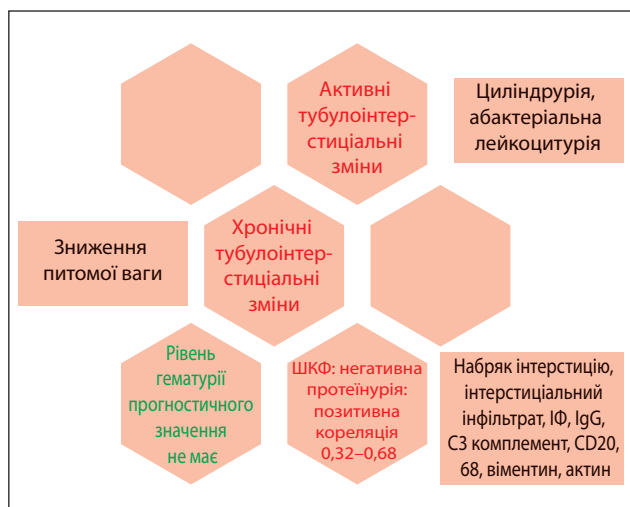 Активні
тубулоінтер-
стиціальні
зміни
Циліндрурія,
абактеріальна
лейкоцитурія
Зниження
питомої ваги
Хронічні
тубулоінтер-
стиціальні
зміни
Рівень
гематурії
прогностичного
значення
не має
ШКФ: негативна
протеїнурія:
позитивна
кореляція
0,32–0,68
Набряк інтерстицію,
інтерстиціальний
інфільтрат, ІФ, IgG,
С3 комплемент, CD20,
68, віментин, актин